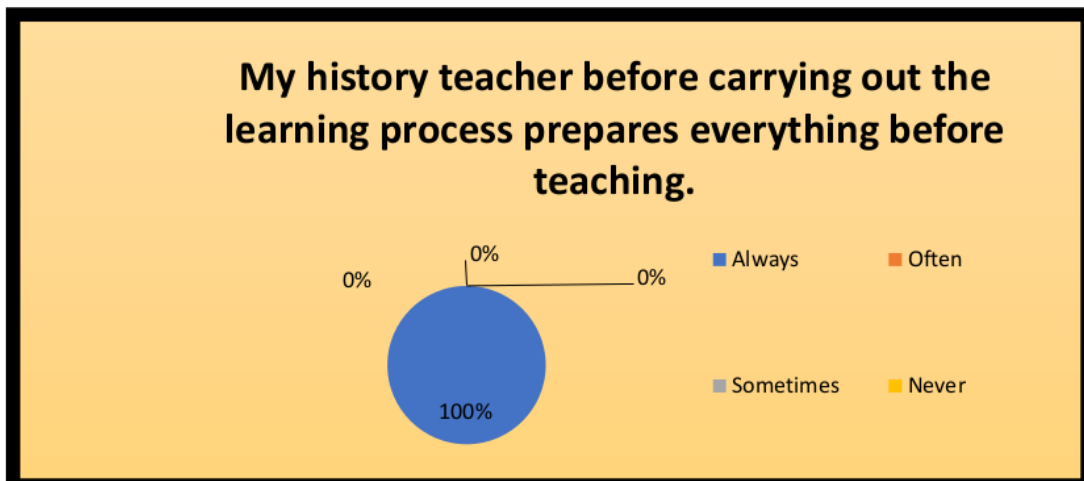 My history teacher before carrying out the
learning process prepares everything before
teaching.
0%
0%
0%
100%
Always
Often
Sometimes
Never